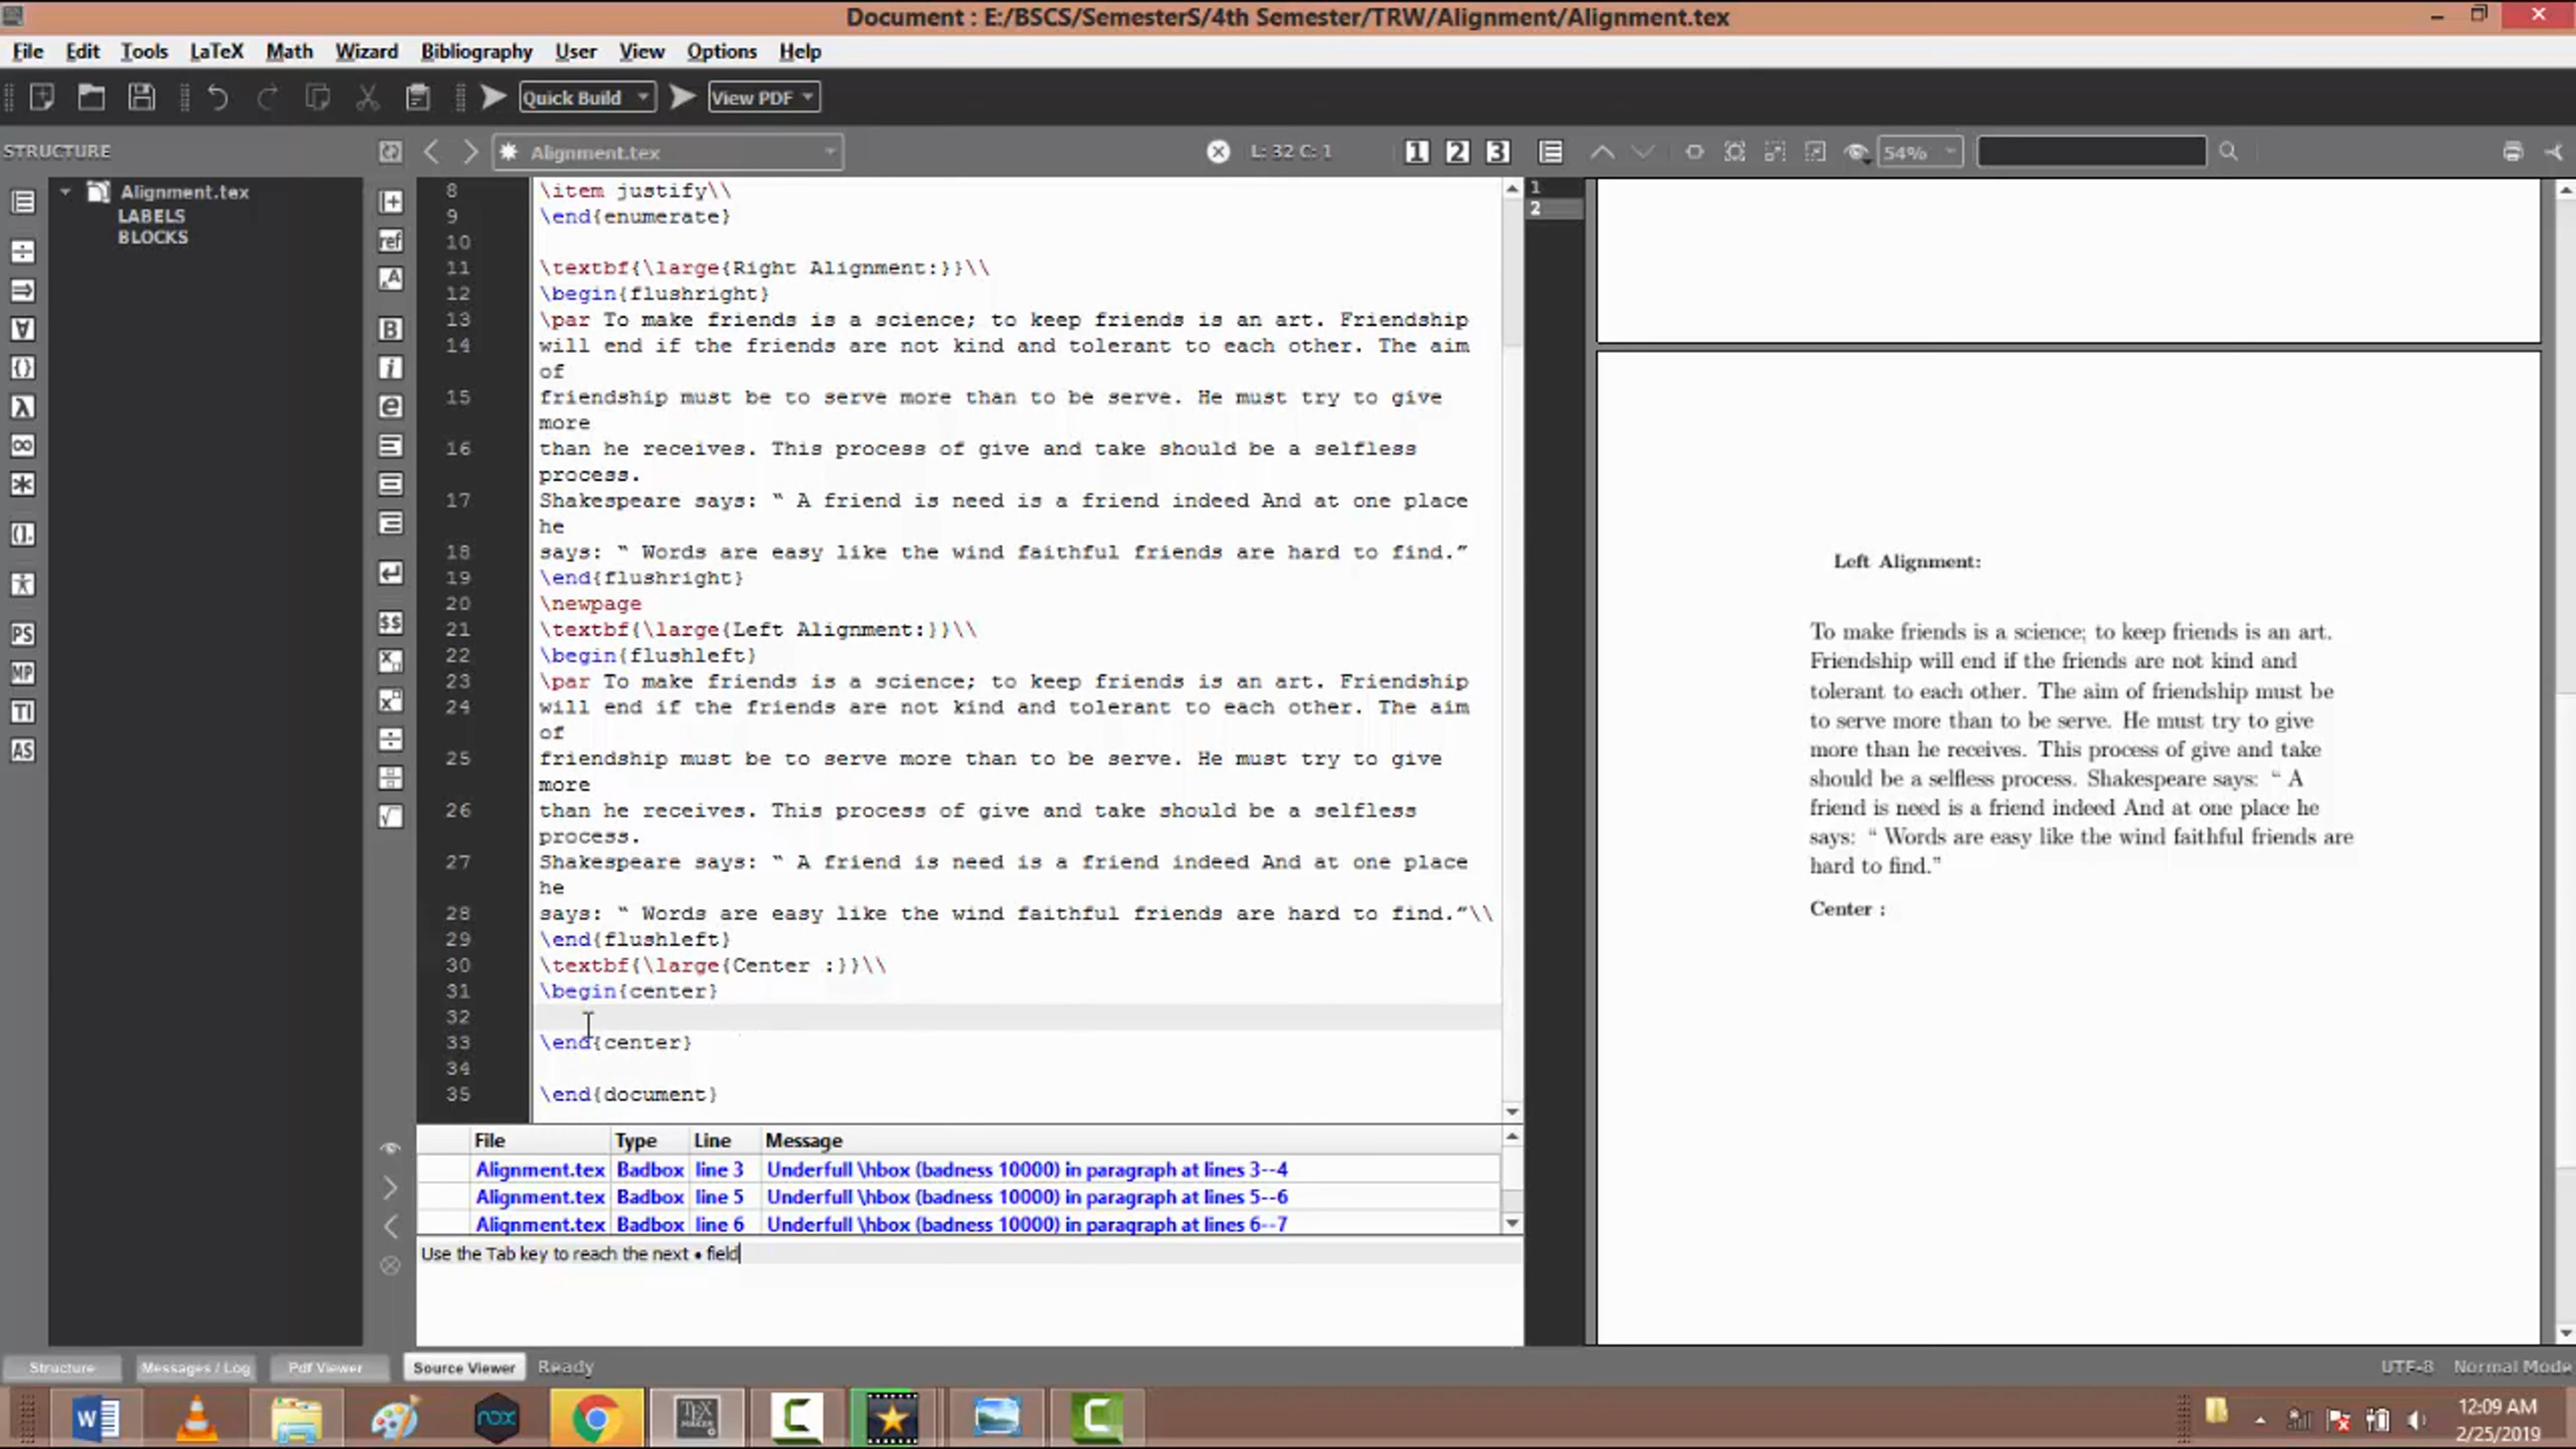 Document : E:/BSCS/SemesterS/4th Semester/TRW/Alignment/Alignment.tex
File Edit Tools LaTeX Math Wizard Bibliography User View Options Help
Quick Build View PDF
STRUCTURE
Alignment.tex
L: 32 C: 1
1 2 3
54%
Alignment.tex
LABELS
BLOCKS
ref
PS
MP
TI
AS
$$
1
2
8 \item justify\\
9 \end{enumerate}
10
11 \textbf{\large{Right Alignment:}}\\
12 \begin{flushright}
13 \par To make friends is a science; to keep friends is an art. Friendship
14 will end if the friends are not kind and tolerant to each other. The aim
of
15 friendship must be to serve more than to be serve. He must try to give
more
16 than he receives. This process of give and take should be a selfless
process.
17 Shakespeare says: “ A friend is need is a friend indeed And at one place
he
18 says: “ Words are easy like the wind faithful friends are hard to find.”
19 \end{flushright}
20 \newpage
21 \textbf{\large{Left Alignment:}}\\
22 \begin{flushleft}
23 \par To make friends is a science; to keep friends is an art. Friendship
24 will end if the friends are not kind and tolerant to each other. The aim
of
25 friendship must be to serve more than to be serve. He must try to give
more
26 than he receives. This process of give and take should be a selfless
process.
27 Shakespeare says: “ A friend is need is a friend indeed And at one place
he
28 says: “ Words are easy like the wind faithful friends are hard to find.”\\
29 \end{flushleft}
30 \textbf{\large{Center :}}\\
31 \begin{center}
32
33 \end{center}
34
35 \end{document}
Left Alignment:
To make friends is a science; to keep friends is an art.
Friendship will end if the friends are not kind and
tolerant to each other. The aim of friendship must be
to serve more than to be serve. He must try to give
more than he receives. This process of give and take
should be a selfless process. Shakespeare says: “ A
friend is need is a friend indeed And at one place he
says: “ Words are easy like the wind faithful friends are
hard to find.”
Center :
File Type Line Message
Alignment.tex Badbox line 3 Underfull \hbox (badness 10000) in paragraph at lines 3--4
Alignment.tex Badbox line 5 Underfull \hbox (badness 10000) in paragraph at lines 5--6
Alignment.tex Badbox line 6 Underfull \hbox (badness 10000) in paragraph at lines 6--7
Use the Tab key to reach the next • field
Structure Messages / Log Pdf Viewer Source Viewer Ready
UTF-8 Normal Mode
W nox TEX MAKER
12:09 AM
2/25/2019